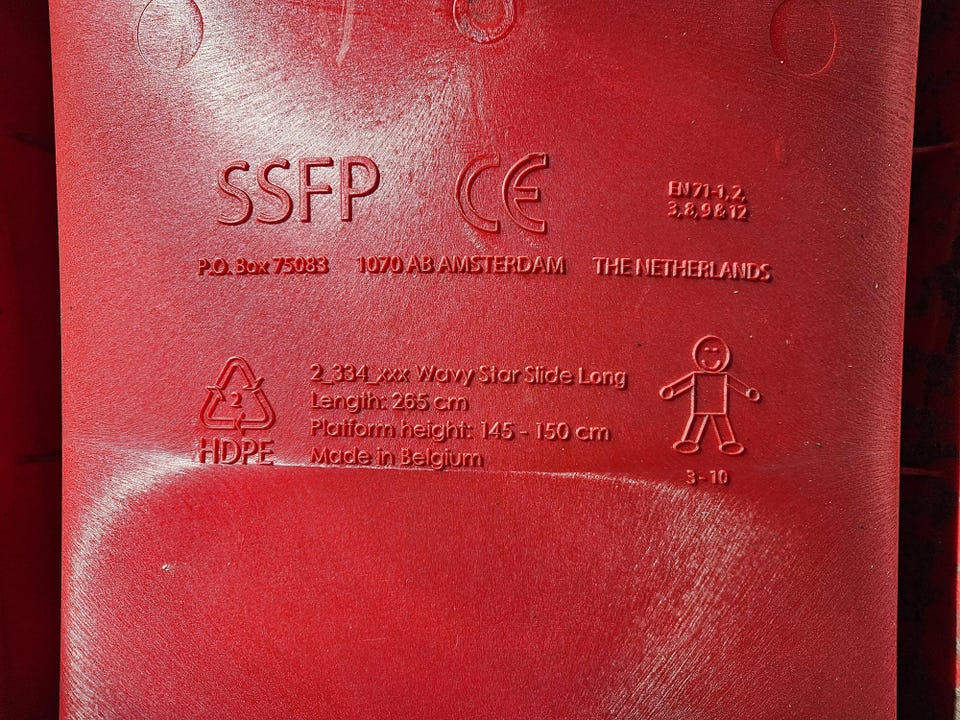 SSFP CE EN 71-1, 2,
3, 8, 9 & 12
P.O. Box 75083 1070 AB AMSTERDAM THE NETHERLANDS
2_334_xxx Wavy Star Slide Long
Length: 265 cm
Platform height: 145 - 150 cm
Made in Belgium
2
HDPE
3 - 10